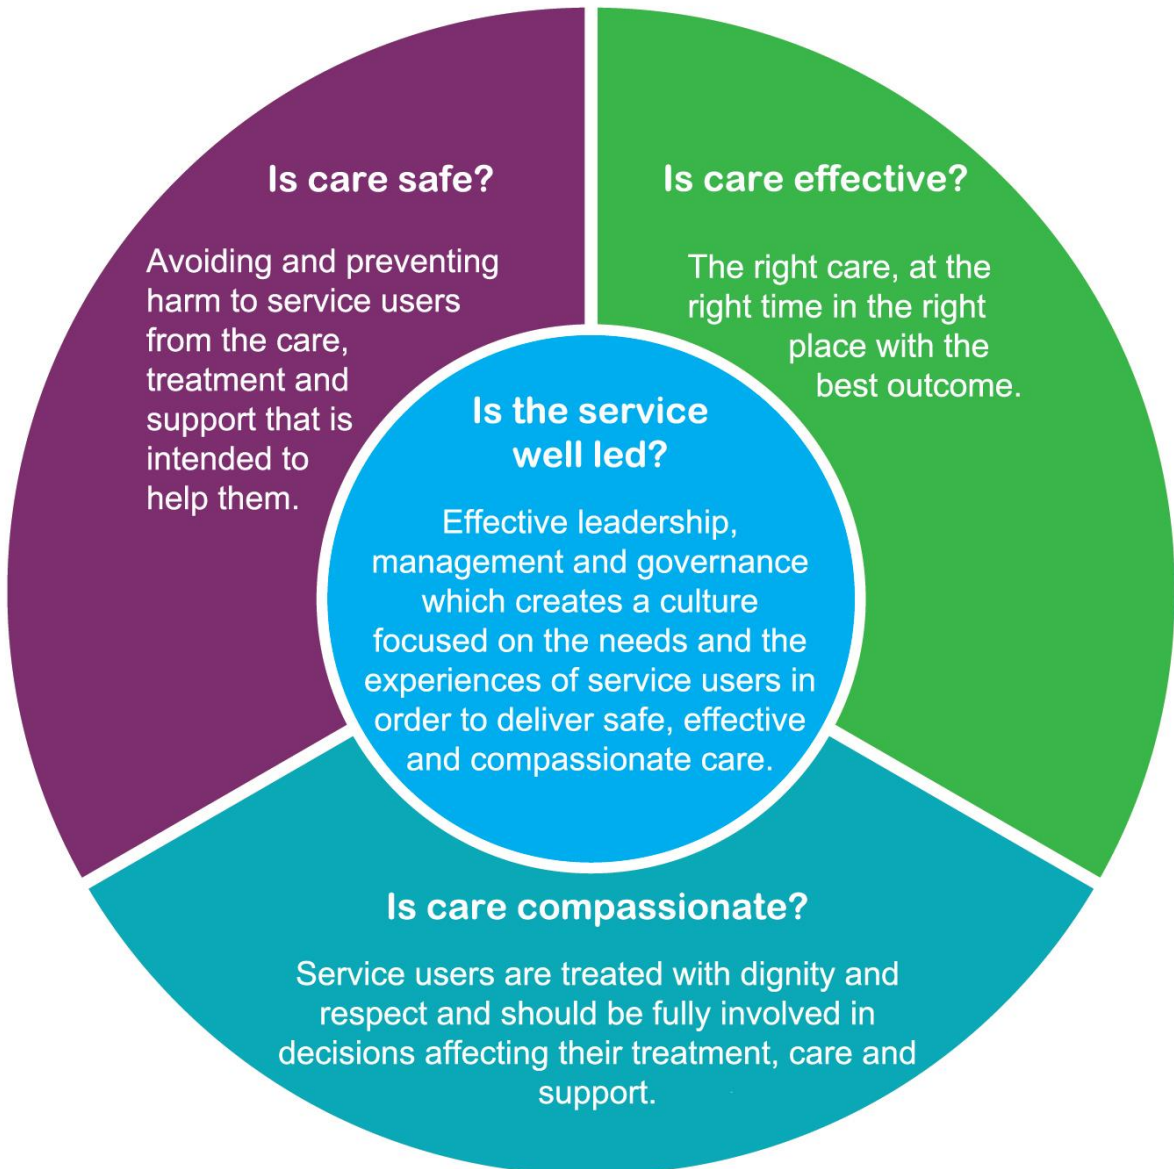 Is care safe?
Avoiding and preventing
harm to service users
from the care,
treatment and
support that is
intended to
help them.
Is care effective?
The right care, at the
right time in the right
place with the
best outcome.
Is the service
well led?
Effective leadership,
management and governance
which creates a culture
focused on the needs and the
experiences of service users in
order to deliver safe, effective
and compassionate care.
Is care compassionate?
Service users are treated with dignity and
respect and should be fully involved in
decisions affecting their treatment, care and
support.